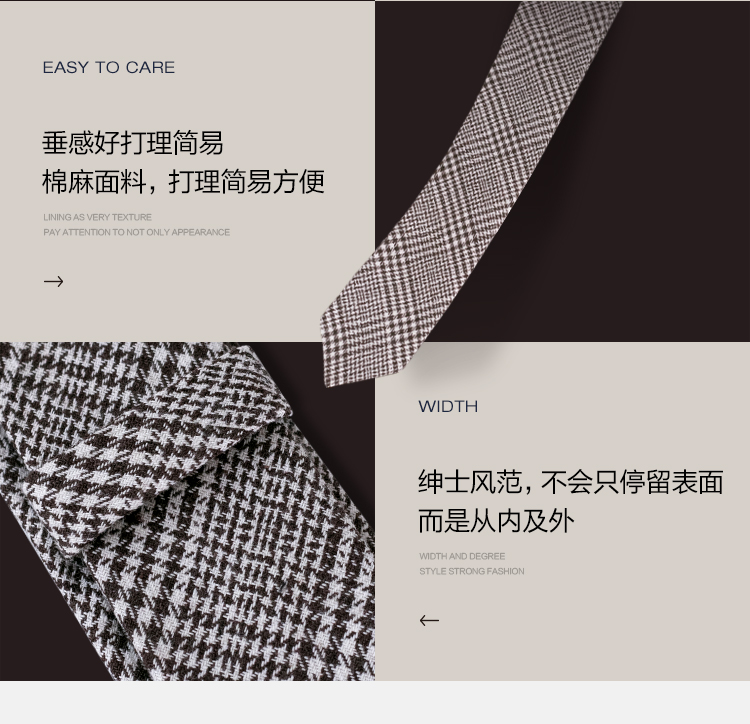 EASY TO CARE
垂感好打理简易
棉麻面料，打理简易方便
LINING AS VERY TEXTURE
PAY ATTENTION TO NOT ONLY APPEARANCE
WIDTH
绅士风范，不会只停留表面
而是从内及外
WIDTH AND DEGREE
STYLE STRONG FASHION